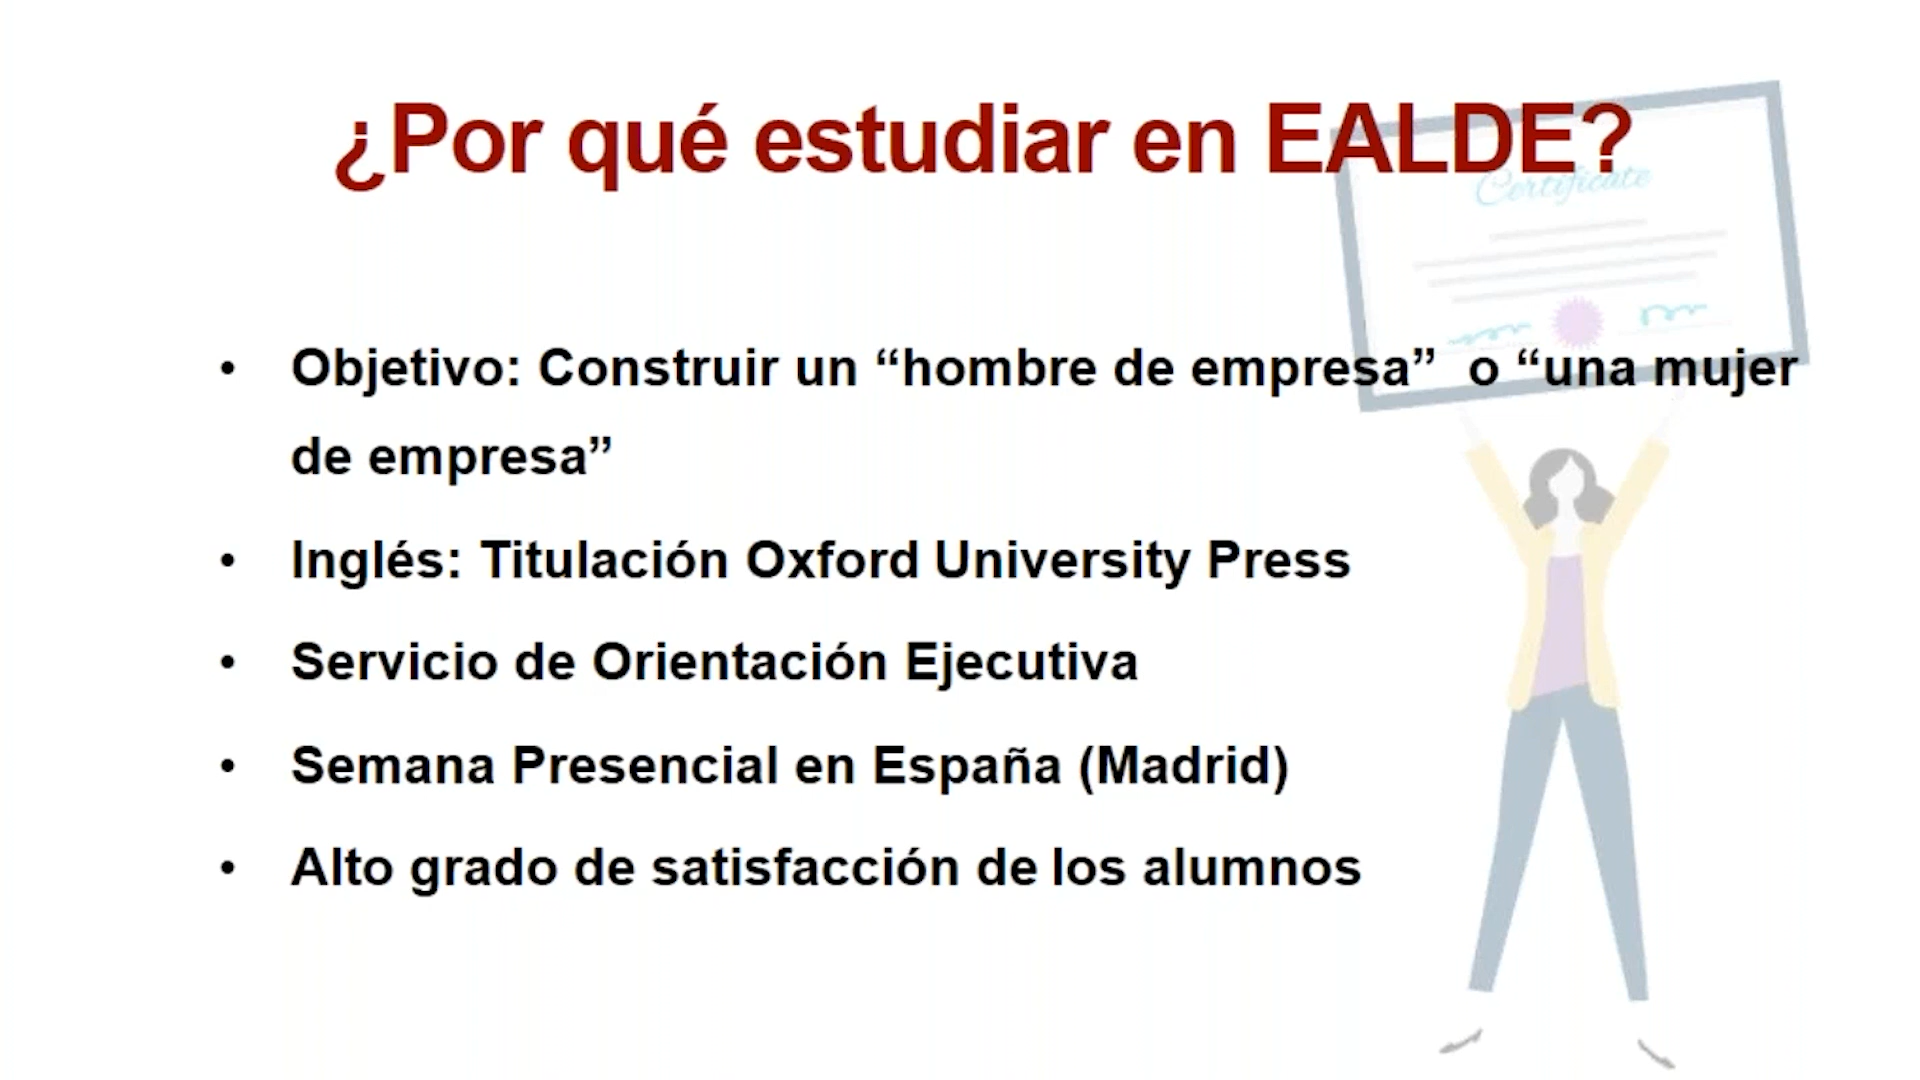 ¿Por qué estudiar en EALDE?
Certificate
• Objetivo: Construir un “hombre de empresa” o “una mujer
de empresa”
• Inglés: Titulación Oxford University Press
• Servicio de Orientación Ejecutiva
• Semana Presencial en España (Madrid)
• Alto grado de satisfacción de los alumnos